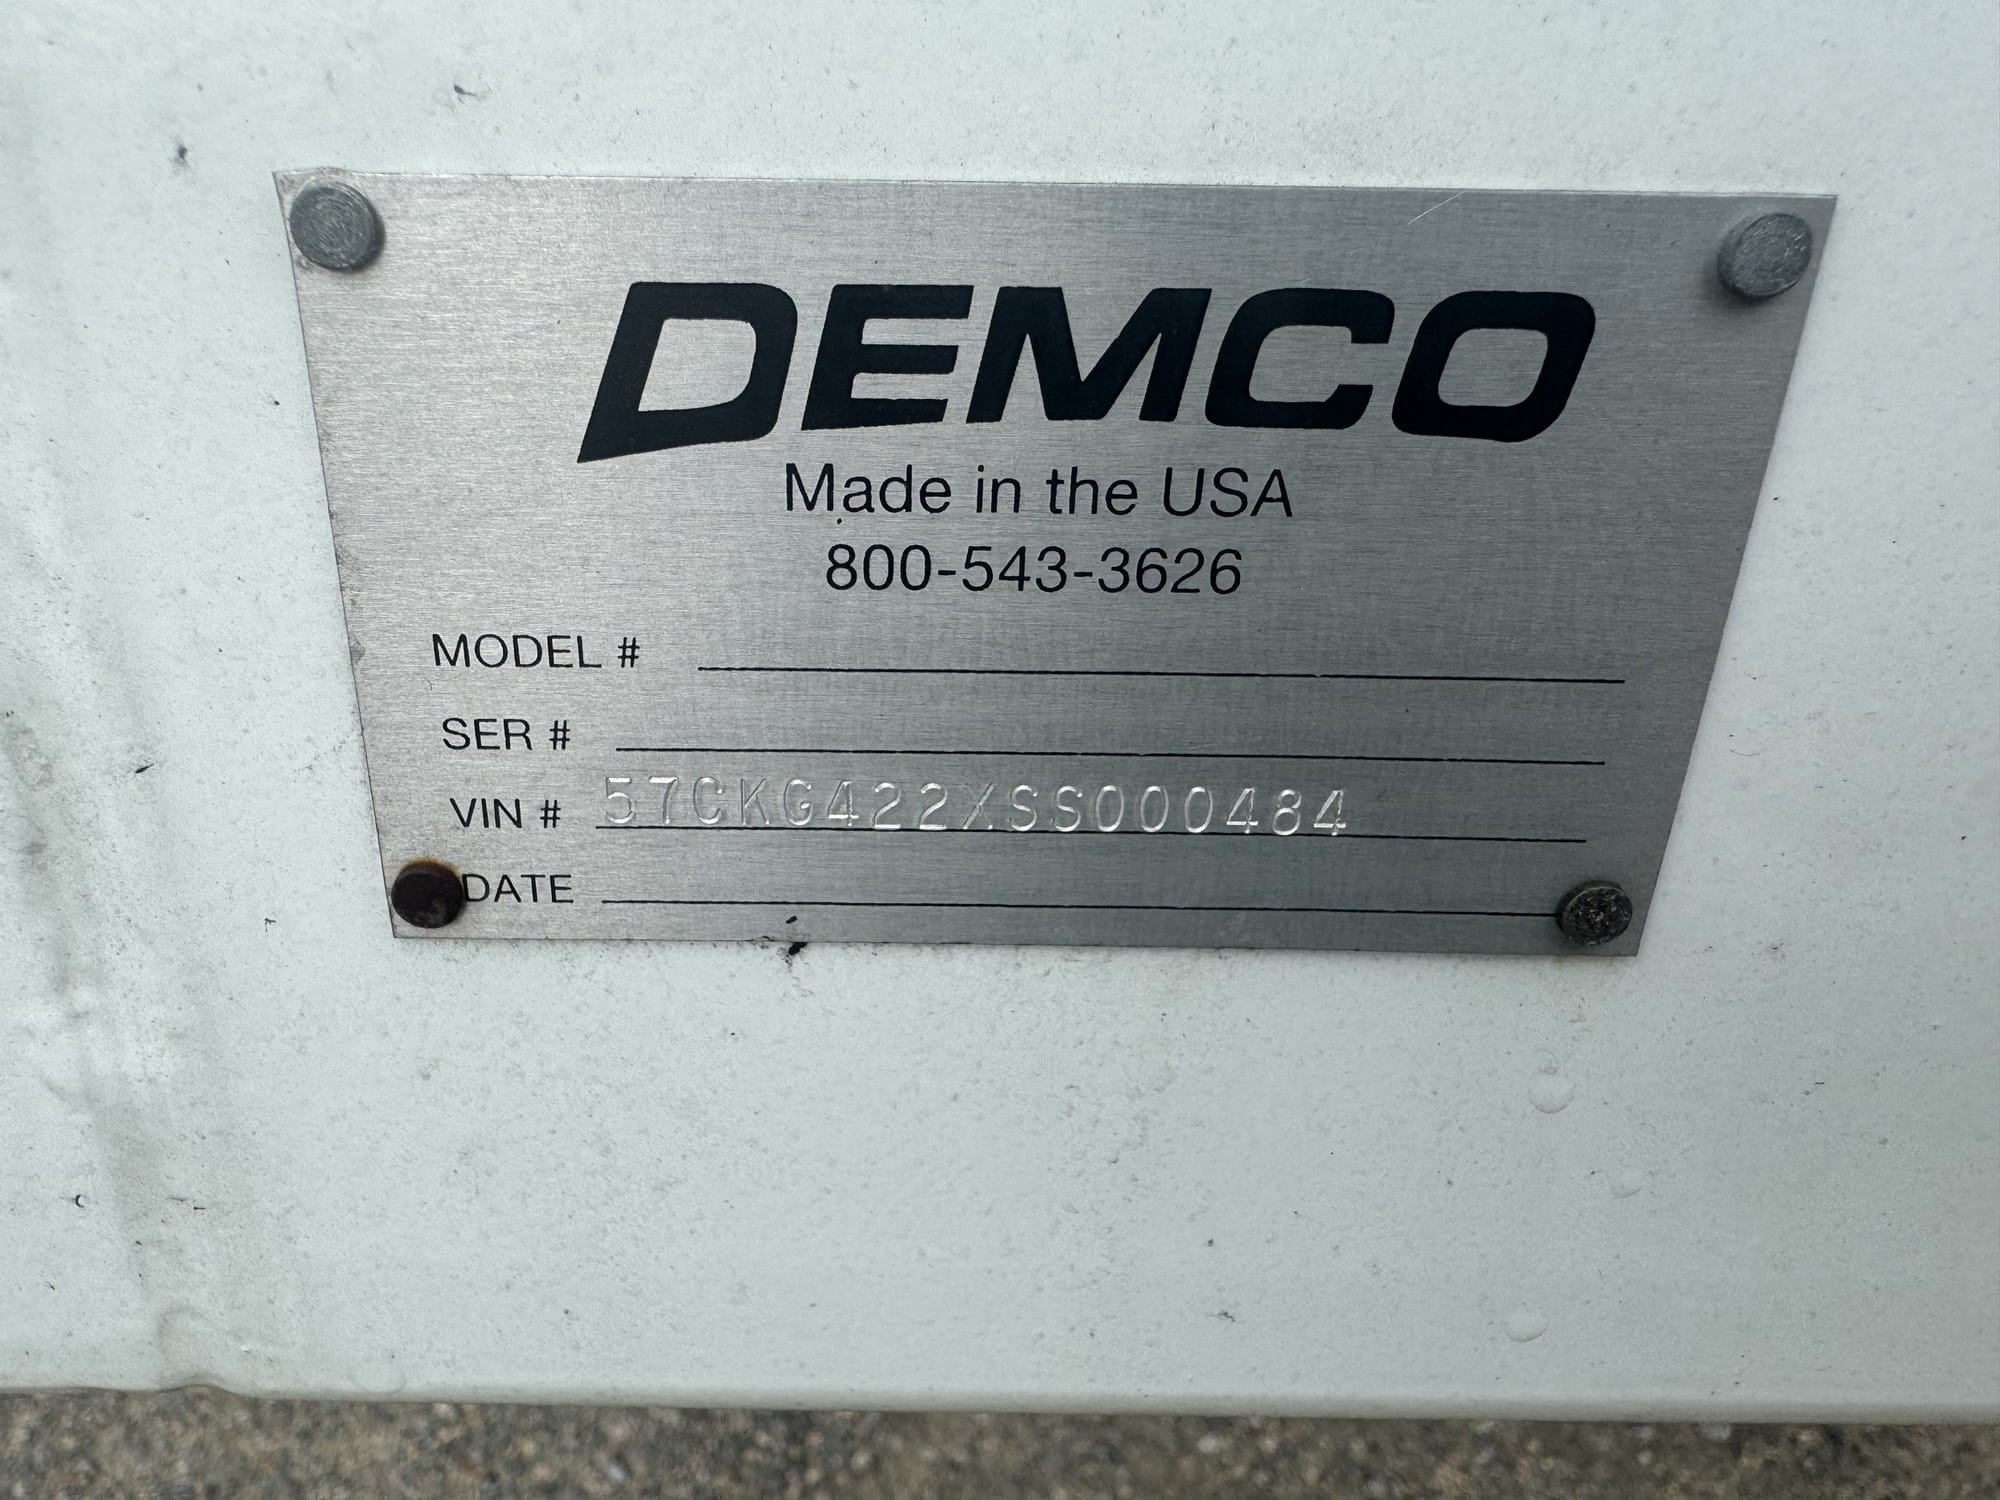 DEMCO
Made in the USA
800-543-3626
MODEL #
SER #
VIN # 57CKG422XSS000484
DATE